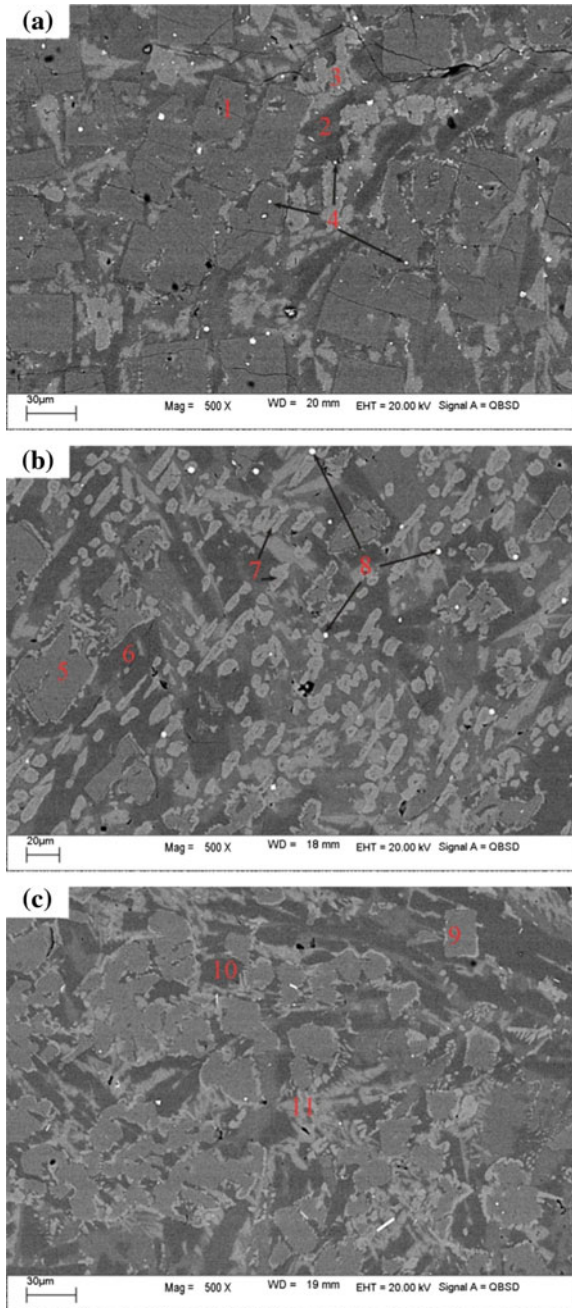 (a)
3
1
2
4
30µm
Mag = 500 X WD = 20 mm EHT = 20.00 kV Signal A = QBSD
(b)
7
8
6
5
20µm
Mag = 500 X WD = 18 mm EHT = 20.00 kV Signal A = QBSD
(c)
9
10
11
30µm
Mag = 500 X WD = 19 mm EHT = 20.00 kV Signal A = QBSD